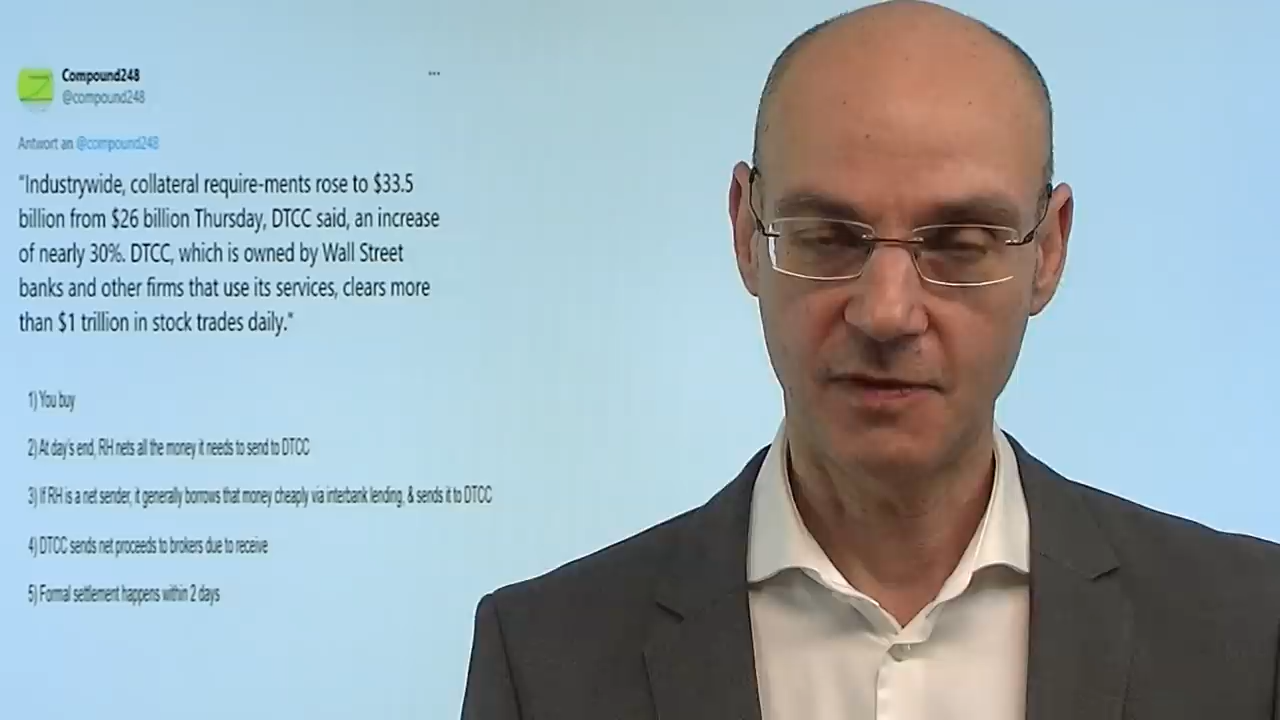 Compound248
...
@compound248
Antwort an @compound248
"Industrywide, collateral require-ments rose to $33.5
billion from $26 billion Thursday, DTCC said, an increase
of nearly 30%. DTCC, which is owned by Wall Street
banks and other firms that use its services, clears more
than $1 trillion in stock trades daily."
1) You buy
2) At day's end, RH nets all the money it needs to send to DTCC
3) If RH is a net sender, it generally borrows that money cheaply via interbank lending, & sends it to DTCC
4) DTCC sends net proceeds to brokers due to receive
5) Formal settlement happens within 2 days